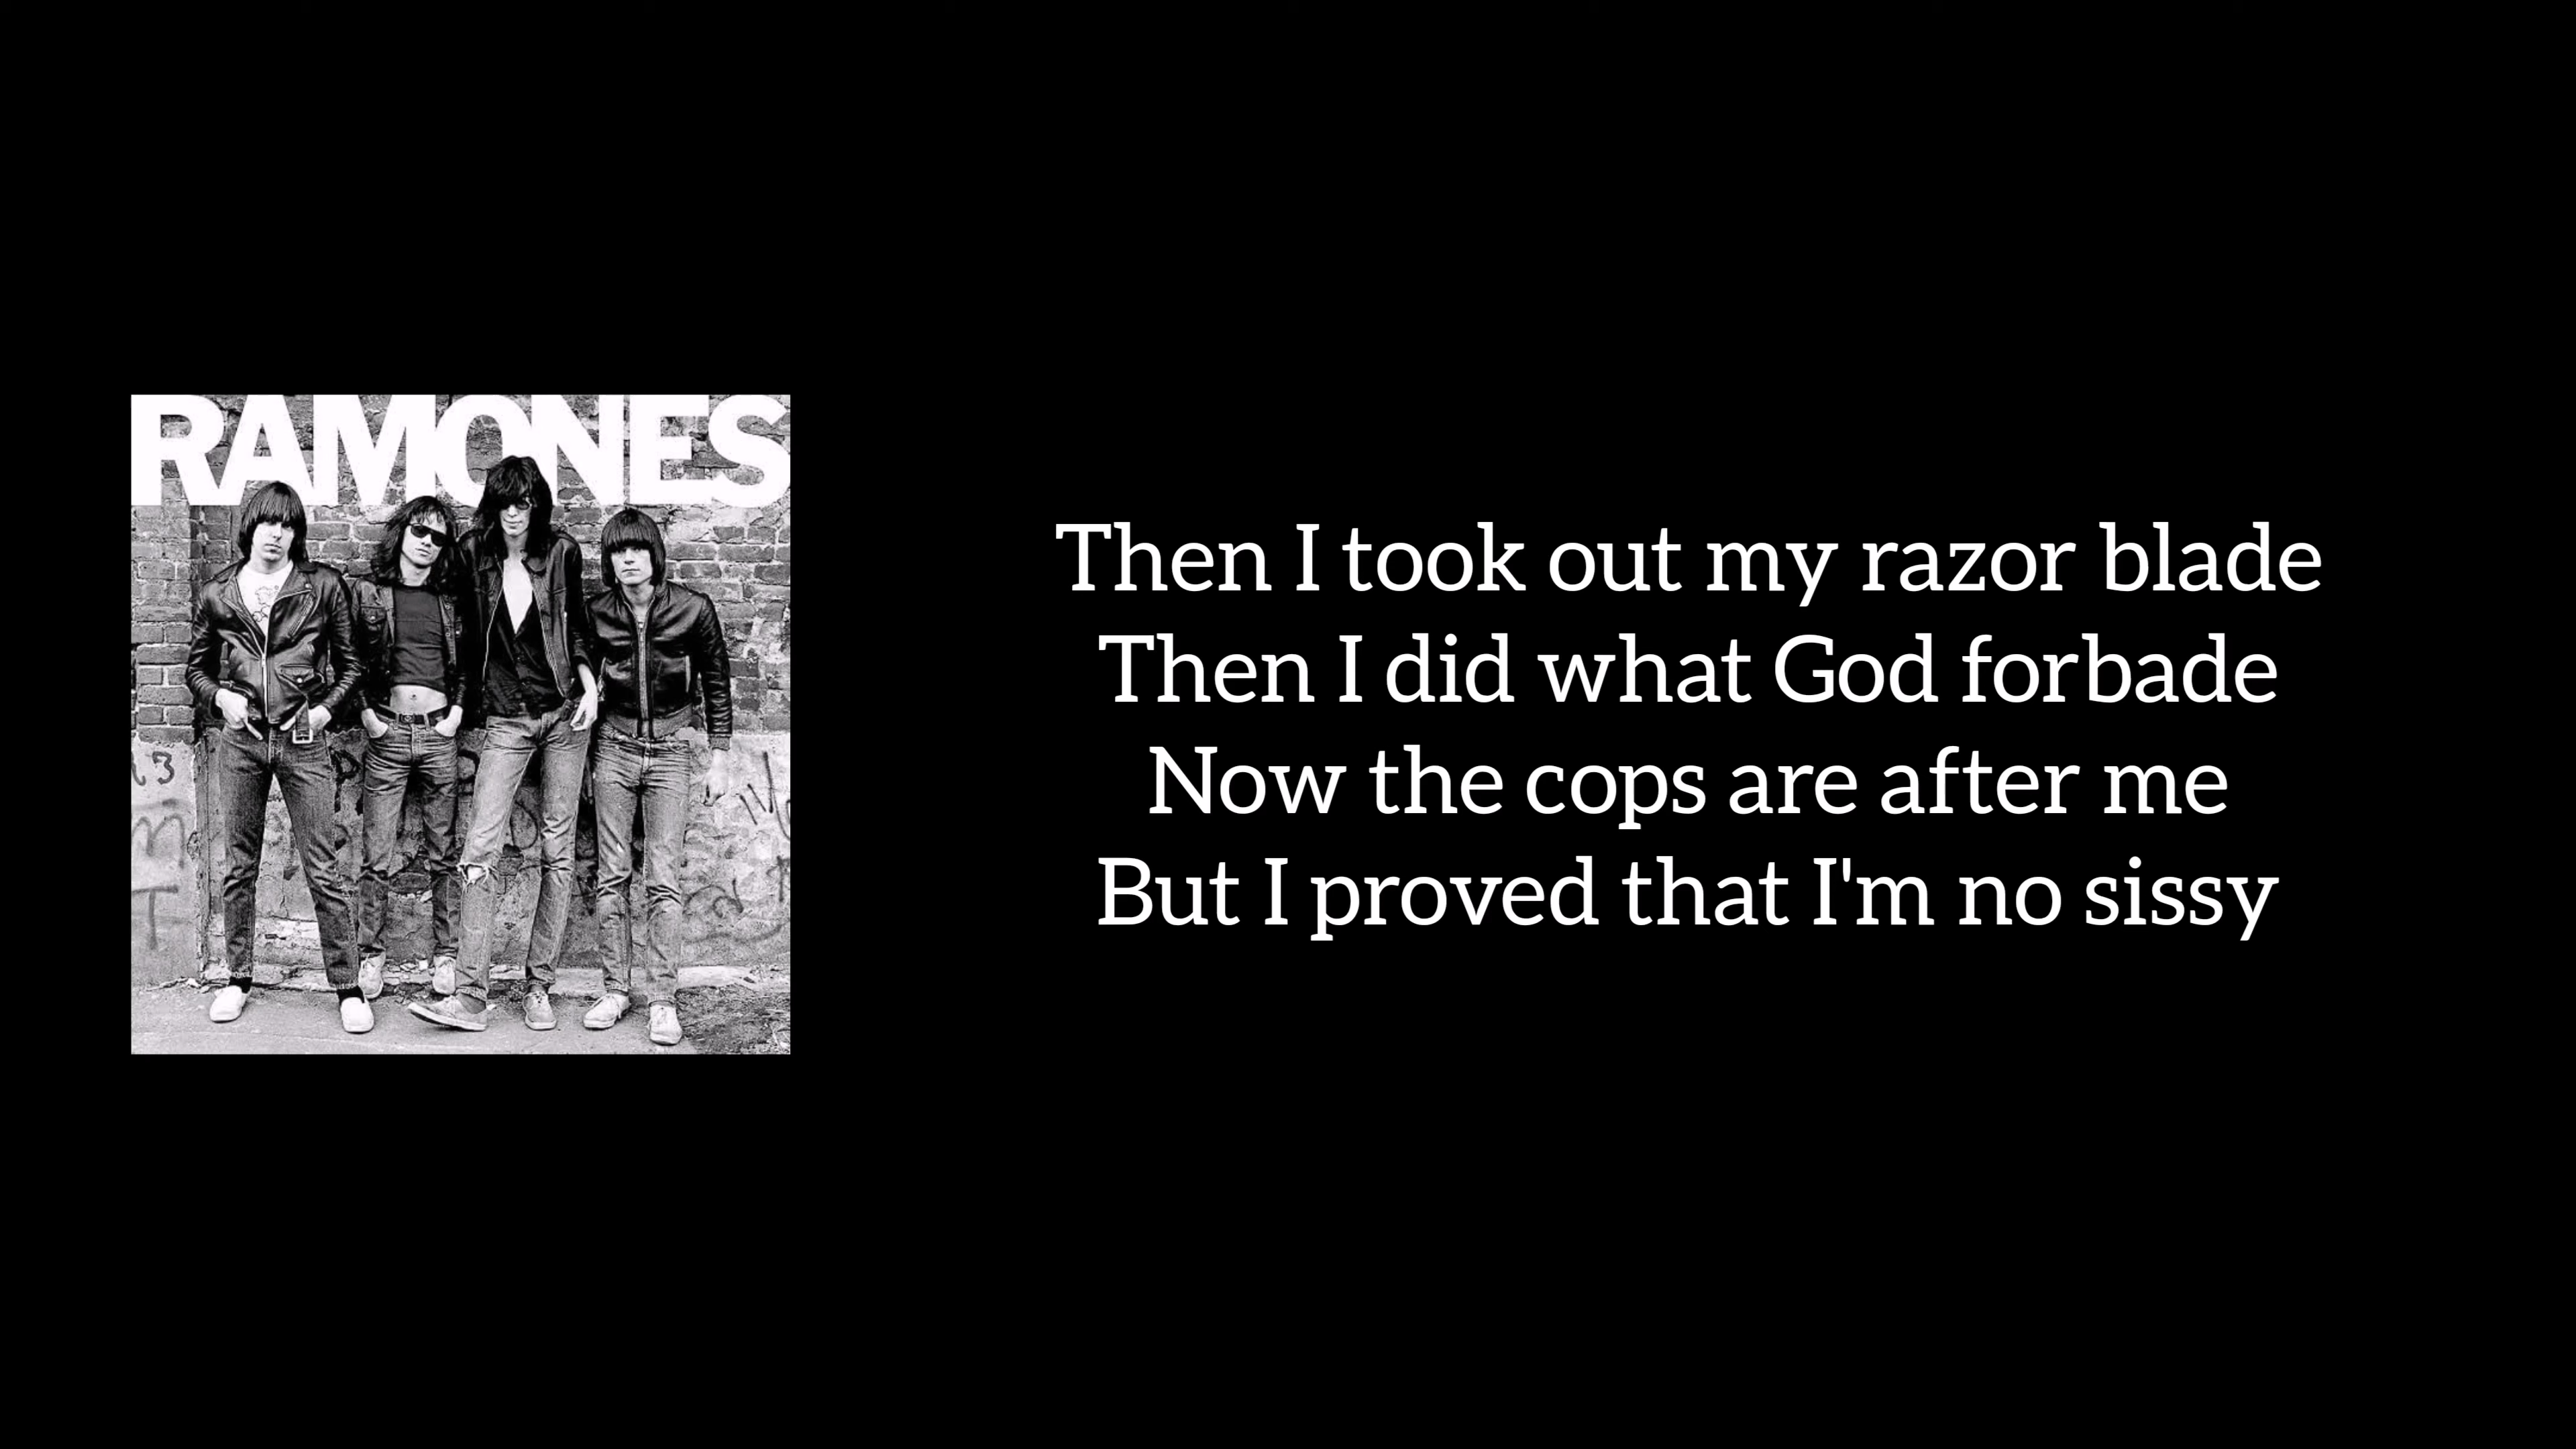 RAMONES
Then I took out my razor blade
Then I did what God forbade
Now the cops are after me
But I proved that I'm no sissy